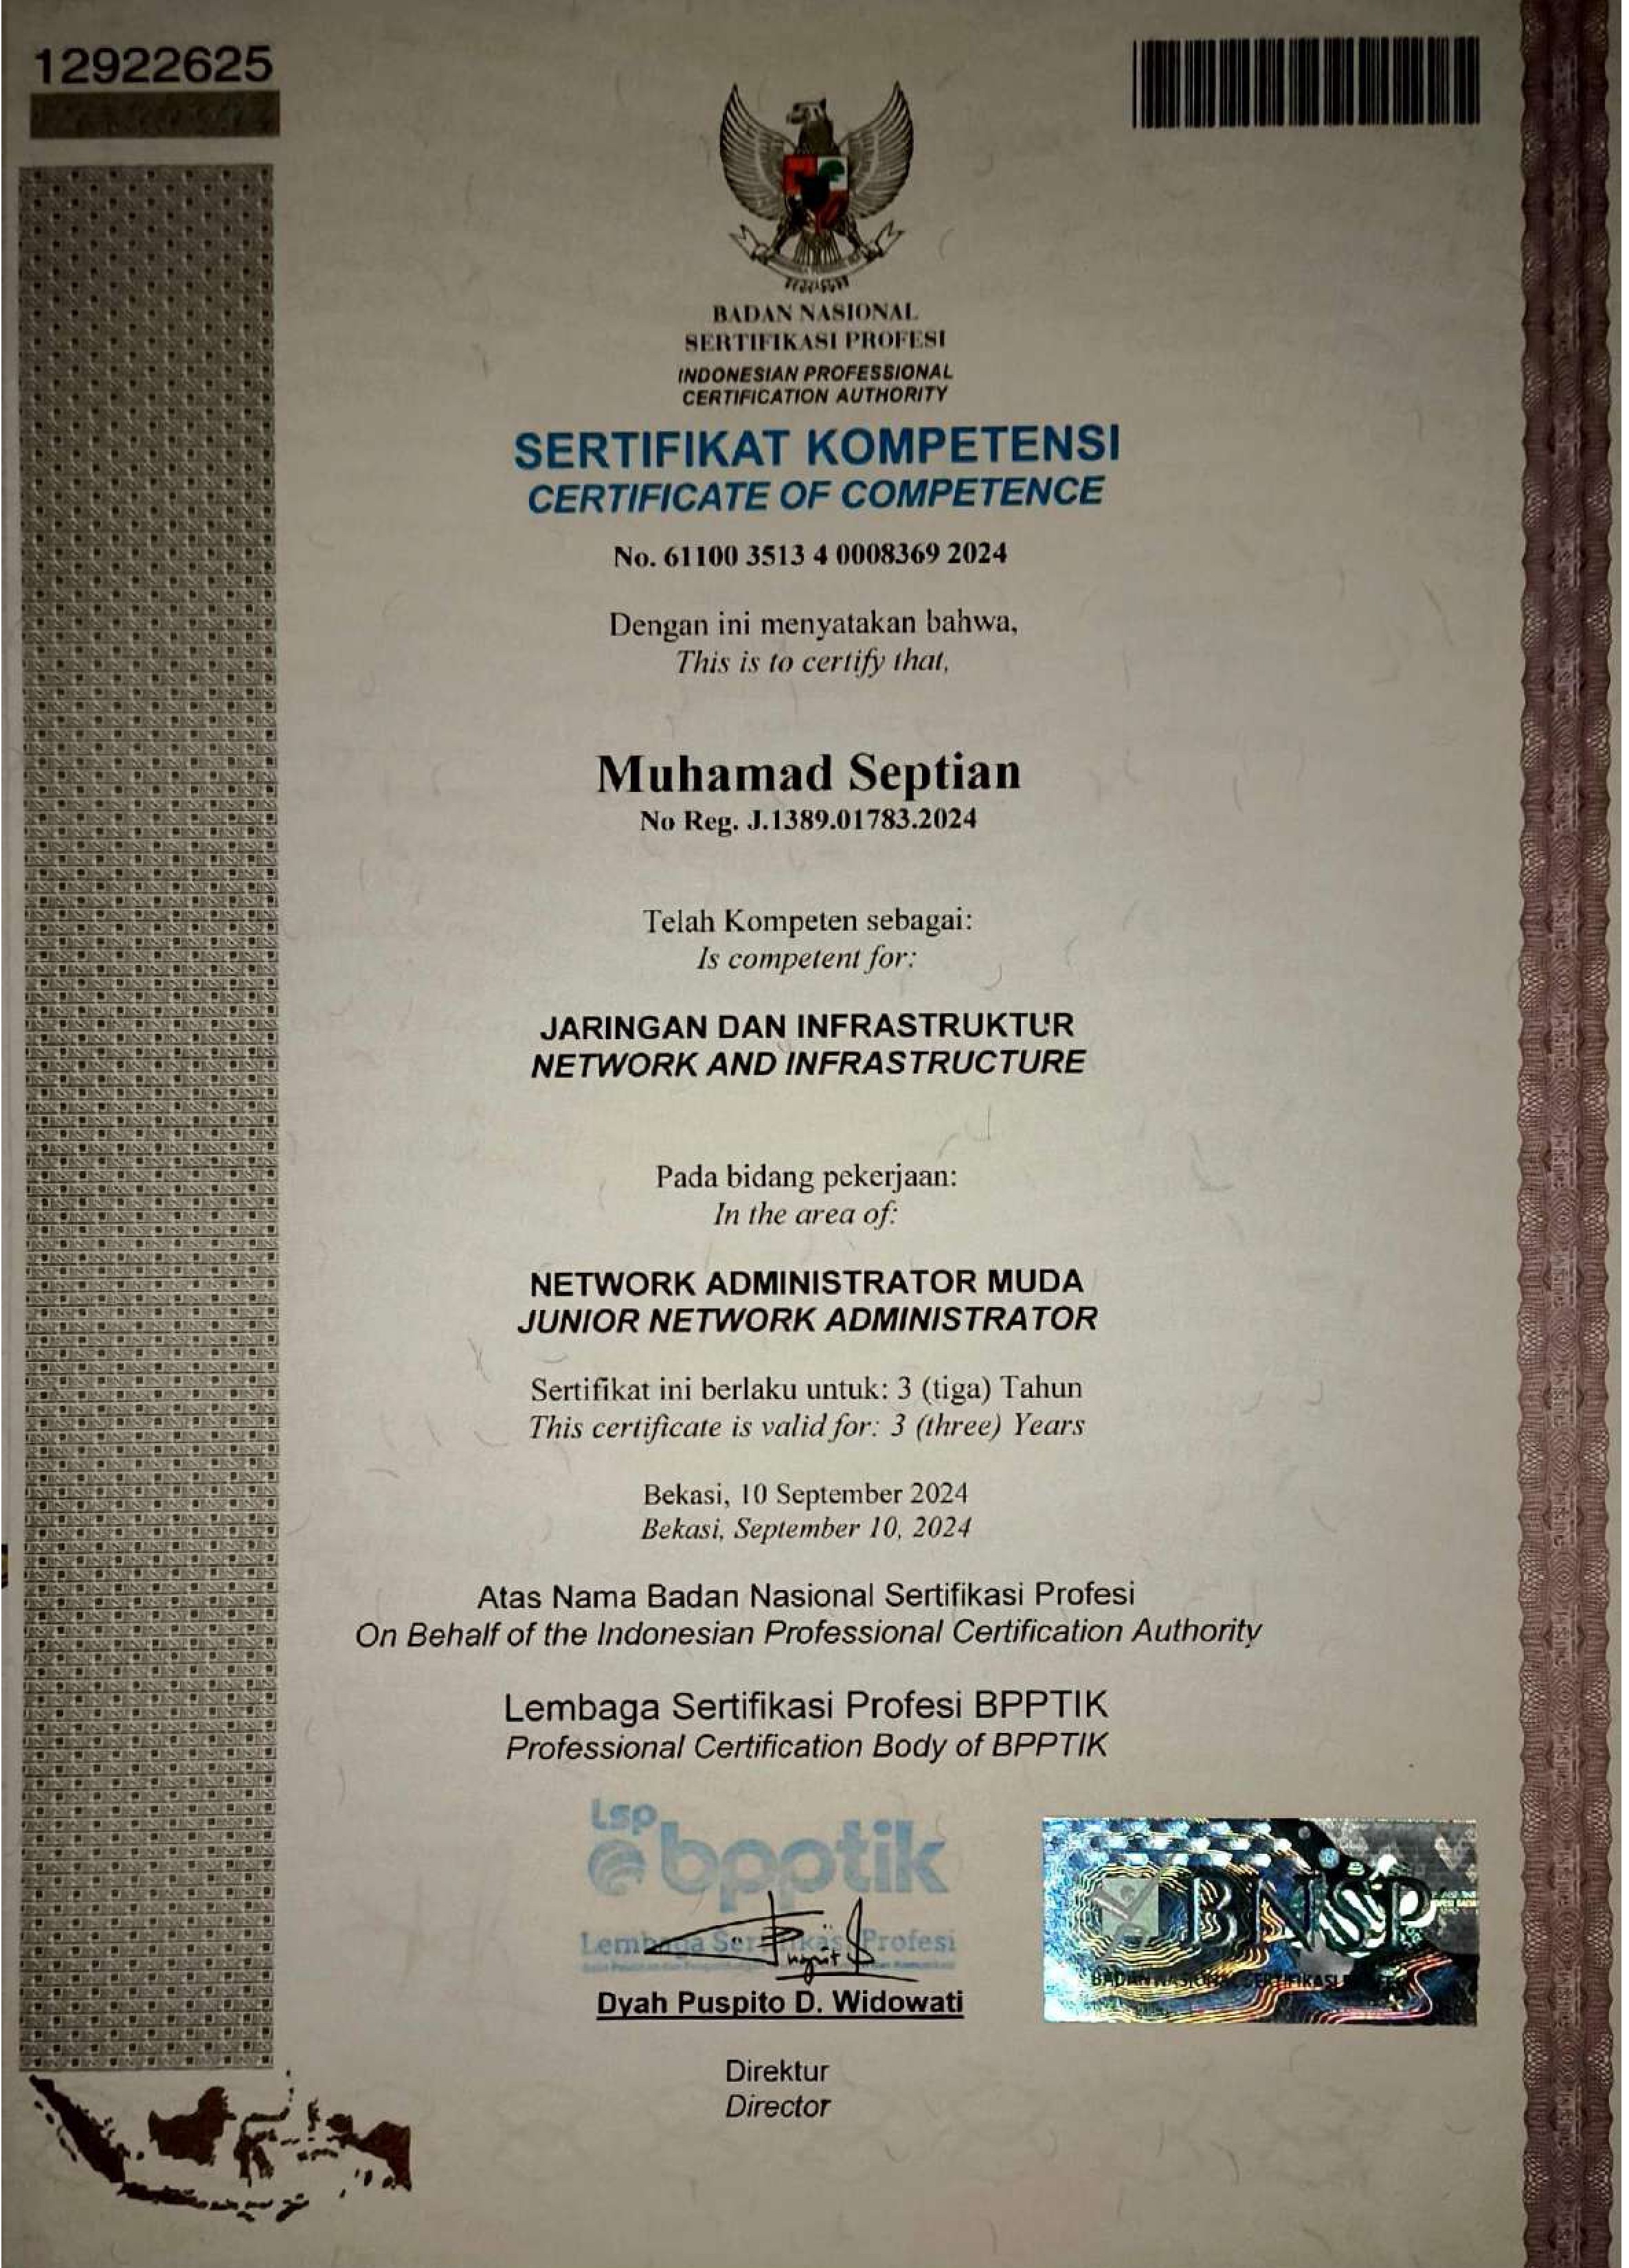 12922625
BADAN NASIONAL
SERTIFIKASI PROFESI
INDONESIAN PROFESSIONAL
CERTIFICATION AUTHORITY
SERTIFIKAT KOMPETENSI
CERTIFICATE OF COMPETENCE
No. 61100 3513 4 0008369 2024
Dengan ini menyatakan bahwa,
This is to certify that,
Muhamad Septian
No Reg. J.1389.01783.2024
Telah Kompeten sebagai:
Is competent for:
JARINGAN DAN INFRASTRUKTUR
NETWORK AND INFRASTRUCTURE
Pada bidang pekerjaan:
In the area of:
NETWORK ADMINISTRATOR MUDA
JUNIOR NETWORK ADMINISTRATOR
Sertifikat ini berlaku untuk: 3 (tiga) Tahun
This certificate is valid for: 3 (three) Years
Bekasi, 10 September 2024
Bekasi, September 10, 2024
Atas Nama Badan Nasional Sertifikasi Profesi
On Behalf of the Indonesian Professional Certification Authority
Lembaga Sertifikasi Profesi BPPTIK
Professional Certification Body of BPPTIK
Lsp
bpptik
Lembaga Sertifikasi Profesi
BNSP
BADAN NASIONAL SERTIFIKASI
Dyah Puspito D. Widowati
Direktur
Director